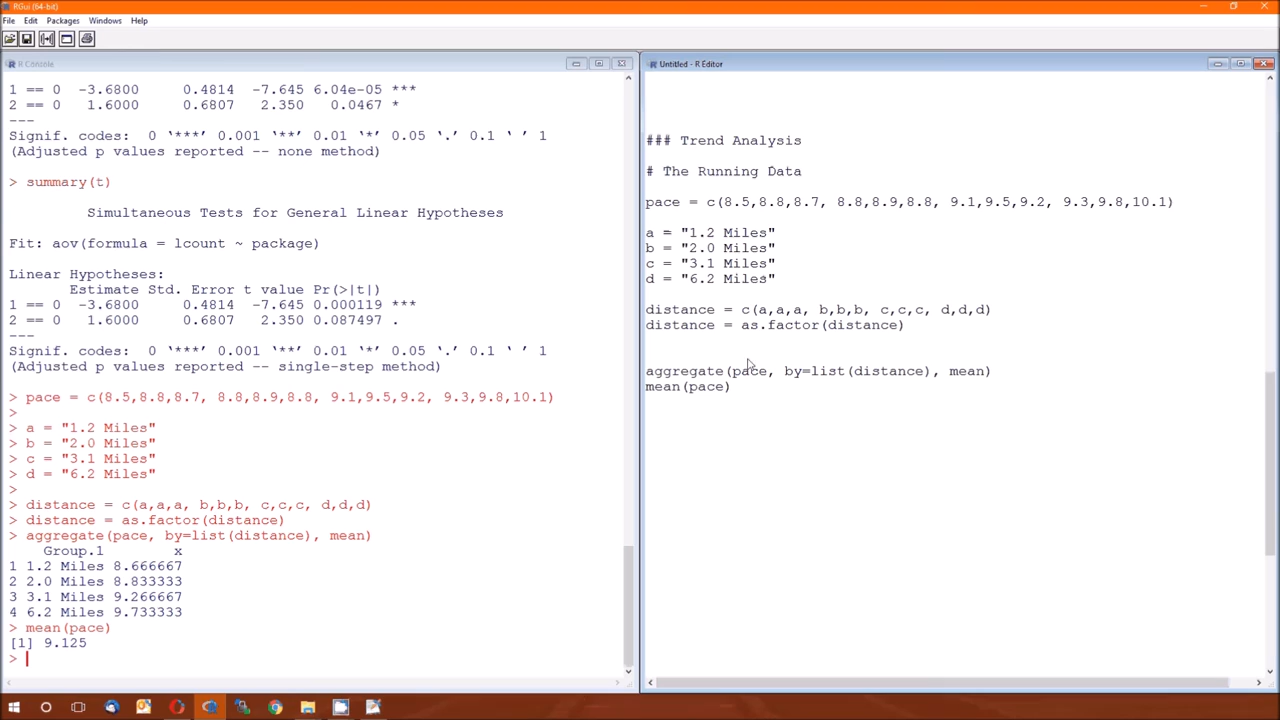 RGui (64-bit)
File Edit Packages Windows Help
R Console
1 == 0 -3.6800 0.4814 -7.645 6.04e-05 ***
2 == 0 1.6000 0.6807 2.350 0.0467 *
---
Signif. codes: 0 ‘***’ 0.001 ‘**’ 0.01 ‘*’ 0.05 ‘.’ 0.1 ‘ ’ 1
(Adjusted p values reported -- none method)
> summary(t)
Simultaneous Tests for General Linear Hypotheses
Fit: aov(formula = lcount ~ package)
Linear Hypotheses:
Estimate Std. Error t value Pr(>|t|)
1 == 0 -3.6800 0.4814 -7.645 0.000119 ***
2 == 0 1.6000 0.6807 2.350 0.087497 .
---
Signif. codes: 0 ‘***’ 0.001 ‘**’ 0.01 ‘*’ 0.05 ‘.’ 0.1 ‘ ’ 1
(Adjusted p values reported -- single-step method)
> pace = c(8.5,8.8,8.7, 8.8,8.9,8.8, 9.1,9.5,9.2, 9.3,9.8,10.1)
>
> a = "1.2 Miles"
> b = "2.0 Miles"
> c = "3.1 Miles"
> d = "6.2 Miles"
>
> distance = c(a,a,a, b,b,b, c,c,c, d,d,d)
> distance = as.factor(distance)
> aggregate(pace, by=list(distance), mean)
Group.1 x
1 1.2 Miles 8.666667
2 2.0 Miles 8.833333
3 3.1 Miles 9.266667
4 6.2 Miles 9.733333
> mean(pace)
[1] 9.125
>
Untitled - R Editor
### Trend Analysis
# The Running Data
pace = c(8.5,8.8,8.7, 8.8,8.9,8.8, 9.1,9.5,9.2, 9.3,9.8,10.1)
a = "1.2 Miles"
b = "2.0 Miles"
c = "3.1 Miles"
d = "6.2 Miles"
distance = c(a,a,a, b,b,b, c,c,c, d,d,d)
distance = as.factor(distance)
aggregate(pace, by=list(distance), mean)
mean(pace)